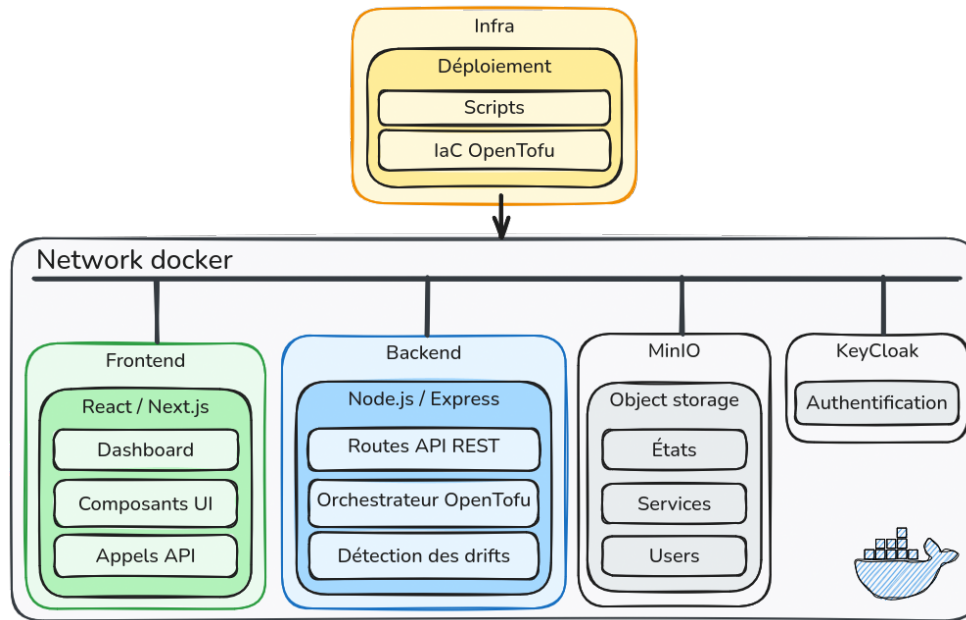 Infra
Déploiement
Scripts
IaC OpenTofu
Network docker
Frontend
React / Next.js
Dashboard
Composants UI
Appels API
Backend
Node.js / Express
Routes API REST
Orchestrateur OpenTofu
Détection des drifts
MinIO
Object storage
États
Services
Users
KeyCloak
Authentification